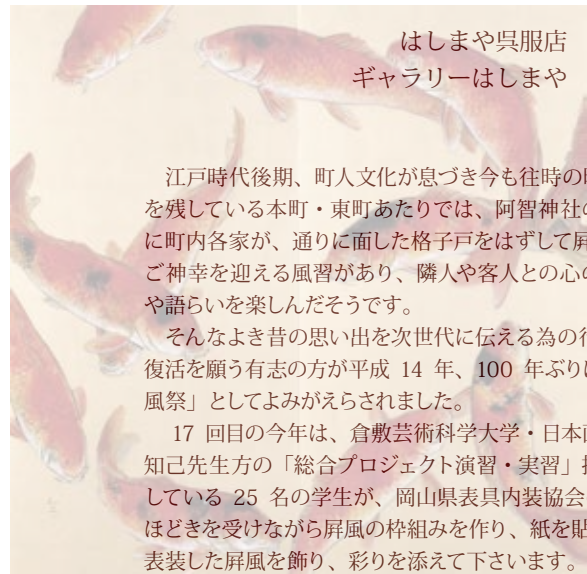 はしまや呉服店
ギャラリーはしまや
江戸時代後期、町人文化が息づき今も往時の
を残している本町・東町あたりでは、阿智神社の
に町内各家が、通りに面した格子戸をはずして屏
ご神幸を迎える風習があり、隣人や客人との心の
や語らいを楽しんだそうです。
そんなよき昔の思い出を次世代に伝える為の行
復活を願う有志の方が平成 14 年、100 年ぶりに
風祭」としてよみがえらされました。
17 回目の今年は、倉敷芸術科学大学・日本画
知己先生方の「総合プロジェクト演習・実習」
している 25 名の学生が、岡山県表具内装協会
ほどきを受けながら屏風の枠組みを作り、紙を貼
表装した屏風を飾り、彩りを添えて下さいます。